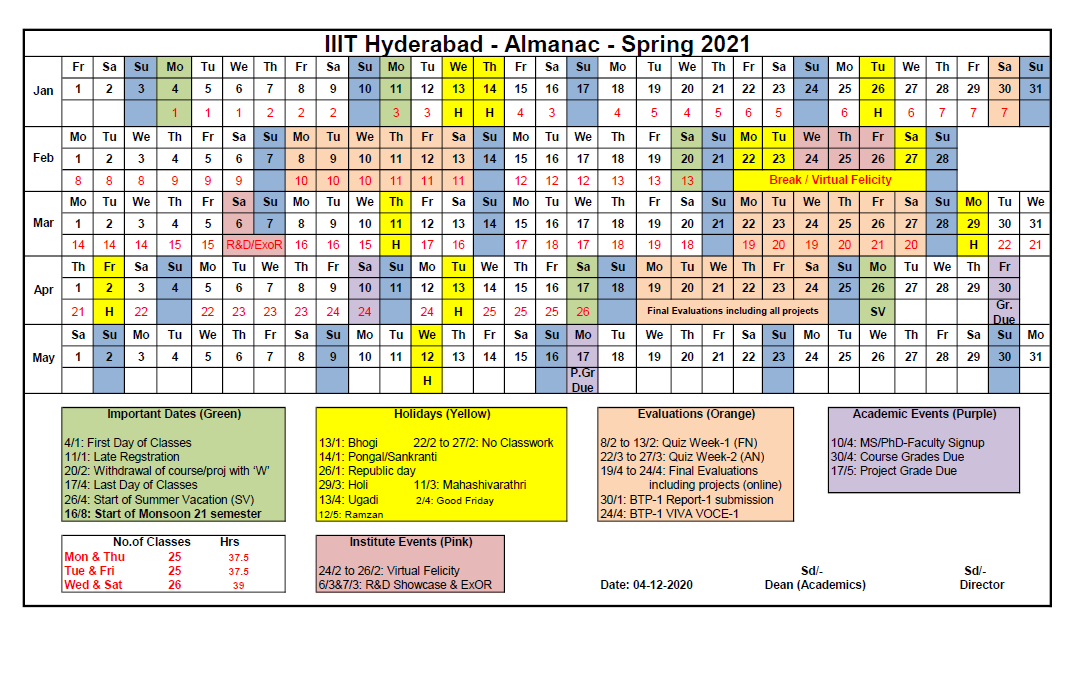 IIIT Hyderabad - Almanac - Spring 2021
Fr Sa Su Mo Tu We Th Fr Sa Su Mo Tu We Th Fr Sa Su Mo Tu We Th Fr Sa Su Mo Tu We Th Fr Sa Su
Jan 1 2 3 4 5 6 7 8 9 10 11 12 13 14 15 16 17 18 19 20 21 22 23 24 25 26 27 28 29 30 31
1 1 1 2 2 2 3 3 H H 4 3 4 5 4 5 6 5 6 H 6 7 7 7
Mo Tu We Th Fr Sa Su Mo Tu We Th Fr Sa Su Mo Tu We Th Fr Sa Su Mo Tu We Th Fr Sa Su
Feb 1 2 3 4 5 6 7 8 9 10 11 12 13 14 15 16 17 18 19 20 21 22 23 24 25 26 27 28
8 8 8 9 9 9 10 10 10 11 11 11 12 12 12 13 13 13 Break / Virtual Felicity
Mo Tu We Th Fr Sa Su Mo Tu We Th Fr Sa Su Mo Tu We Th Fr Sa Su Mo Tu We Th Fr Sa Su Mo Tu We
Mar 1 2 3 4 5 6 7 8 9 10 11 12 13 14 15 16 17 18 19 20 21 22 23 24 25 26 27 28 29 30 31
14 14 14 15 15 R&D/ExoR 16 16 15 H 17 16 17 18 17 18 19 18 19 20 19 20 21 20 H 22 21
Th Fr Sa Su Mo Tu We Th Fr Sa Su Mo Tu We Th Fr Sa Su Mo Tu We Th Fr Sa Su Mo Tu We Th Fr
Apr 1 2 3 4 5 6 7 8 9 10 11 12 13 14 15 16 17 18 19 20 21 22 23 24 25 26 27 28 29 30
21 H 22 22 23 23 23 24 24 24 H 25 25 25 26 Final Evaluations including all projects SV Gr. Due
Sa Su Mo Tu We Th Fr Sa Su Mo Tu We Th Fr Sa Su Mo Tu We Th Fr Sa Su Mo Tu We Th Fr Sa Su Mo
May 1 2 3 4 5 6 7 8 9 10 11 12 13 14 15 16 17 18 19 20 21 22 23 24 25 26 27 28 29 30 31
H P.Gr Due
Important Dates (Green)
4/1: First Day of Classes
11/1: Late Regstration
20/2: Withdrawal of course/proj with ‘W’
17/4: Last Day of Classes
26/4: Start of Summer Vacation (SV)
16/8: Start of Monsoon 21 semester
Holidays (Yellow)
13/1: Bhogi 22/2 to 27/2: No Classwork
14/1: Pongal/Sankranti
26/1: Republic day
29/3: Holi 11/3: Mahashivarathri
13/4: Ugadi 2/4: Good Friday
12/5: Ramzan
Evaluations (Orange)
8/2 to 13/2: Quiz Week-1 (FN)
22/3 to 27/3: Quiz Week-2 (AN)
19/4 to 24/4: Final Evaluations
including projects (online)
30/1: BTP-1 Report-1 submission
24/4: BTP-1 VIVA VOCE-1
Academic Events (Purple)
10/4: MS/PhD-Faculty Signup
30/4: Course Grades Due
17/5: Project Grade Due
No.of Classes Hrs
Mon & Thu 25 37.5
Tue & Fri 25 37.5
Wed & Sat 26 39
Institute Events (Pink)
24/2 to 26/2: Virtual Felicity
6/3&7/3: R&D Showcase & ExOR
Date: 04-12-2020
Sd/-
Dean (Academics)
Sd/-
Director